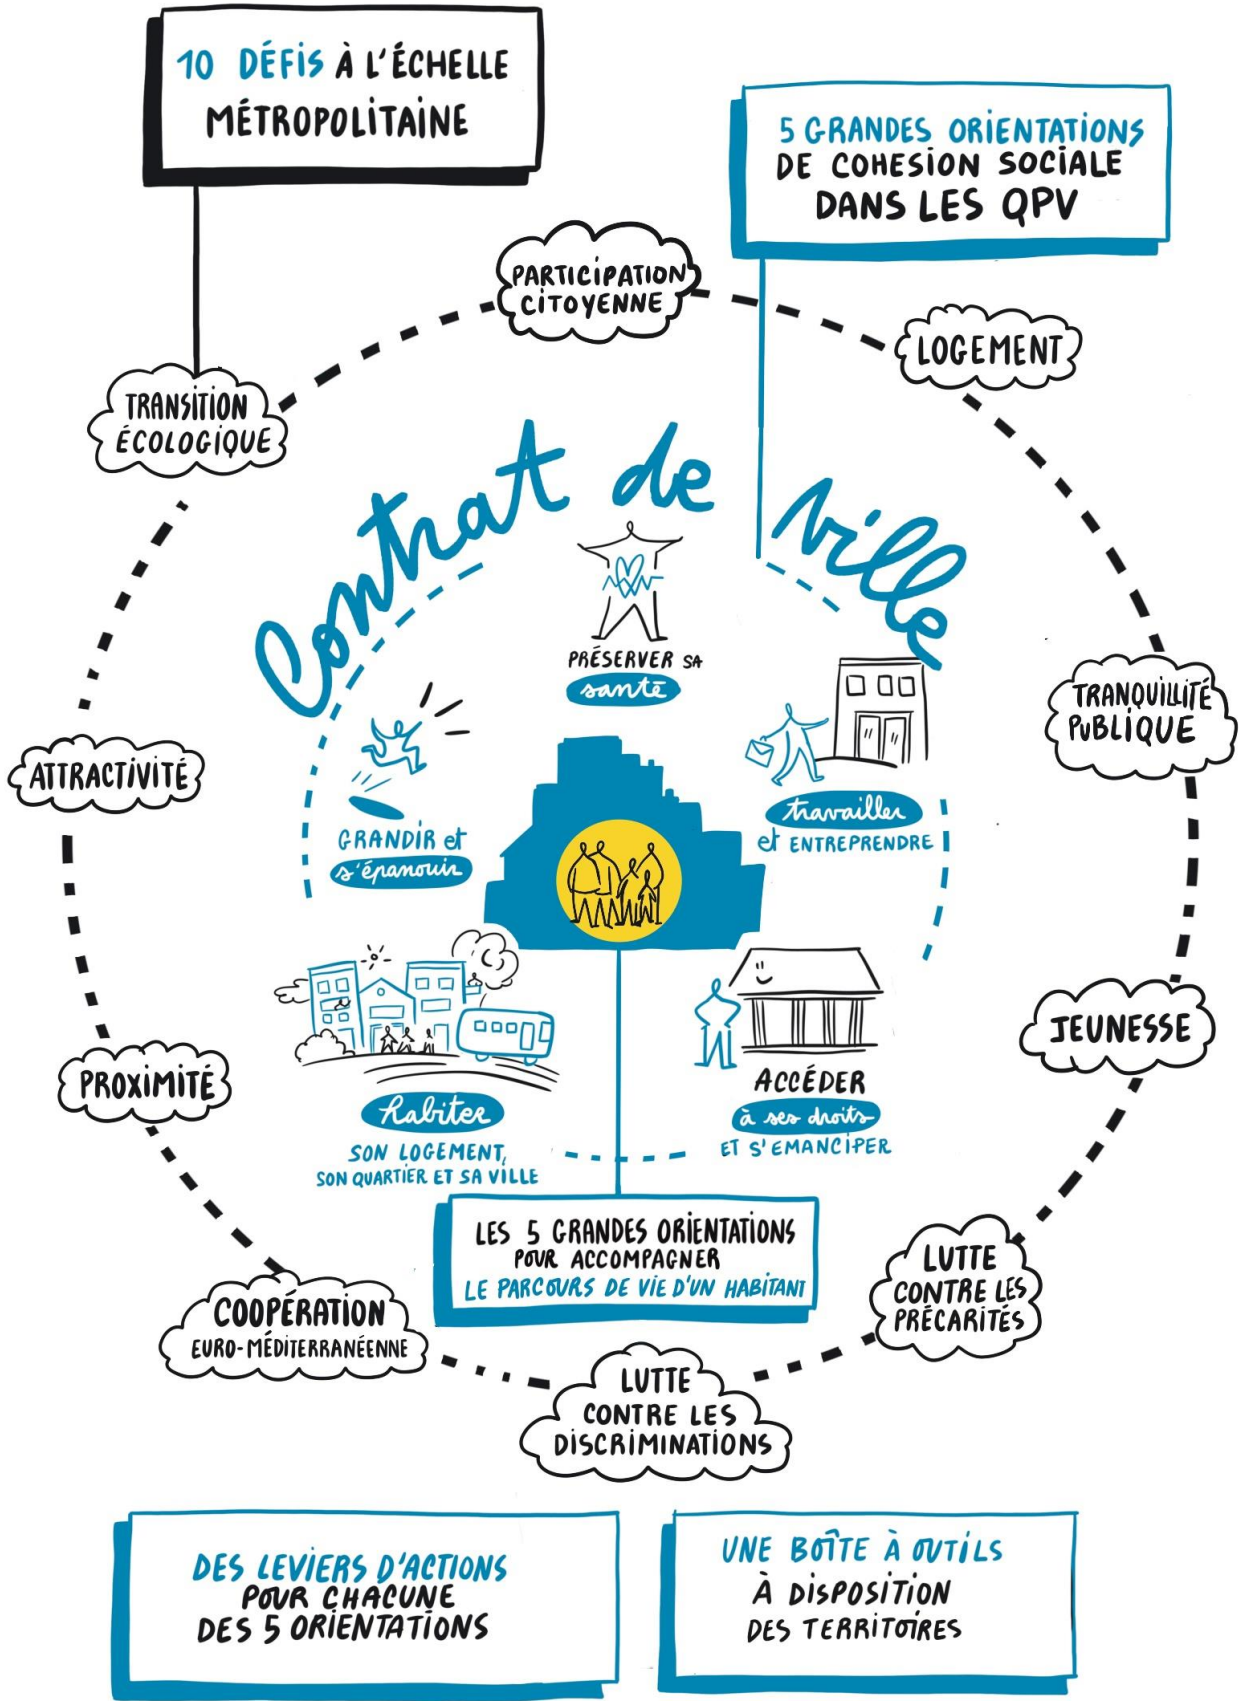 10 DÉFIS À L'ÉCHELLE
MÉTROPOLITAINE
5 GRANDES ORIENTATIONS
DE COHESION SOCIALE
DANS LES QPV
PARTICIPATION
CITOYENNE
LOGEMENT
TRANSITION
ÉCOLOGIQUE
Contrat de ville
PRÉSERVER SA
santé
TRANQUILLITÉ
PUBLIQUE
ATTRACTIVITÉ
travailler
et ENTREPRENDRE
GRANDIR et
s'épanouir
JEUNESSE
PROXIMITÉ
ACCÉDER
à ses droits
ET S'EMANCIPER
habiter
SON LOGEMENT,
SON QUARTIER ET SA VILLE
LES 5 GRANDES ORIENTATIONS
POUR ACCOMPAGNER
LE PARCOURS DE VIE D'UN HABITANT
LUTTE
CONTRE LES
PRÉCARITÉS
COOPÉRATION
EURO-MÉDITERRANÉENNE
LUTTE
CONTRE LES
DISCRIMINATIONS
DES LEVIERS D'ACTIONS
POUR CHACUNE
DES 5 ORIENTATIONS
UNE BOÎTE À OUTILS
À DISPOSITION
DES TERRITOIRES